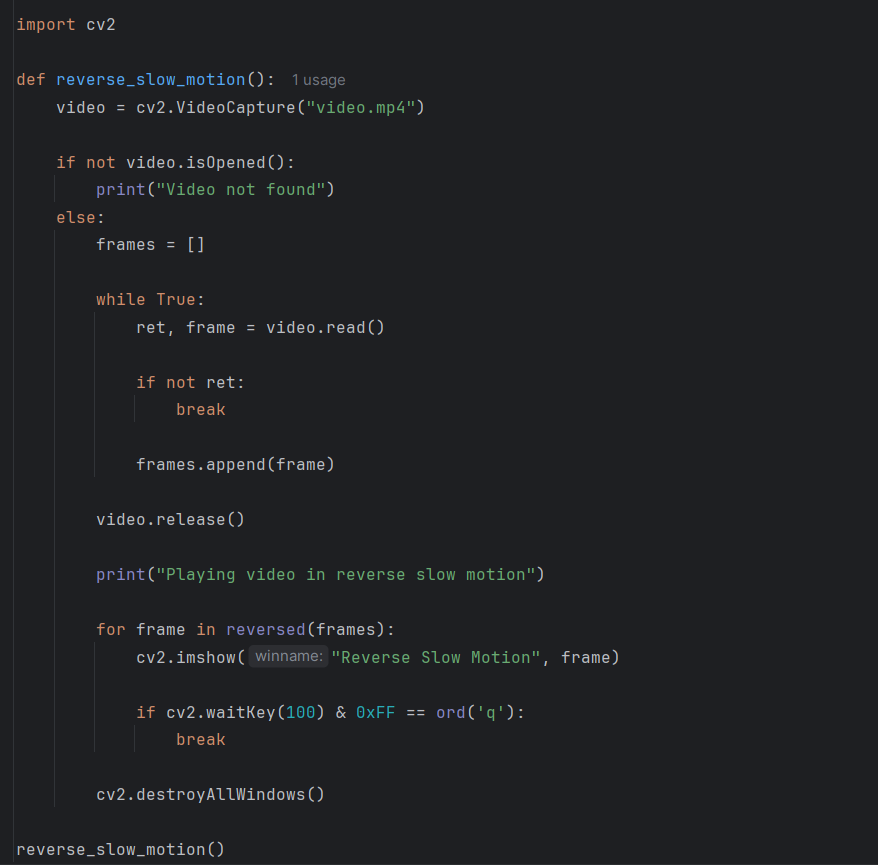 import cv2
def reverse_slow_motion(): 1 usage
    video = cv2.VideoCapture("video.mp4")
    if not video.isOpened():
        print("Video not found")
    else:
        frames = []
        while True:
            ret, frame = video.read()
            if not ret:
                break
            frames.append(frame)
        video.release()
        print("Playing video in reverse slow motion")
        for frame in reversed(frames):
            cv2.imshow( winname: "Reverse Slow Motion", frame)
            if cv2.waitKey(100) & 0xFF == ord('q'):
                break
        cv2.destroyAllWindows()
reverse_slow_motion()